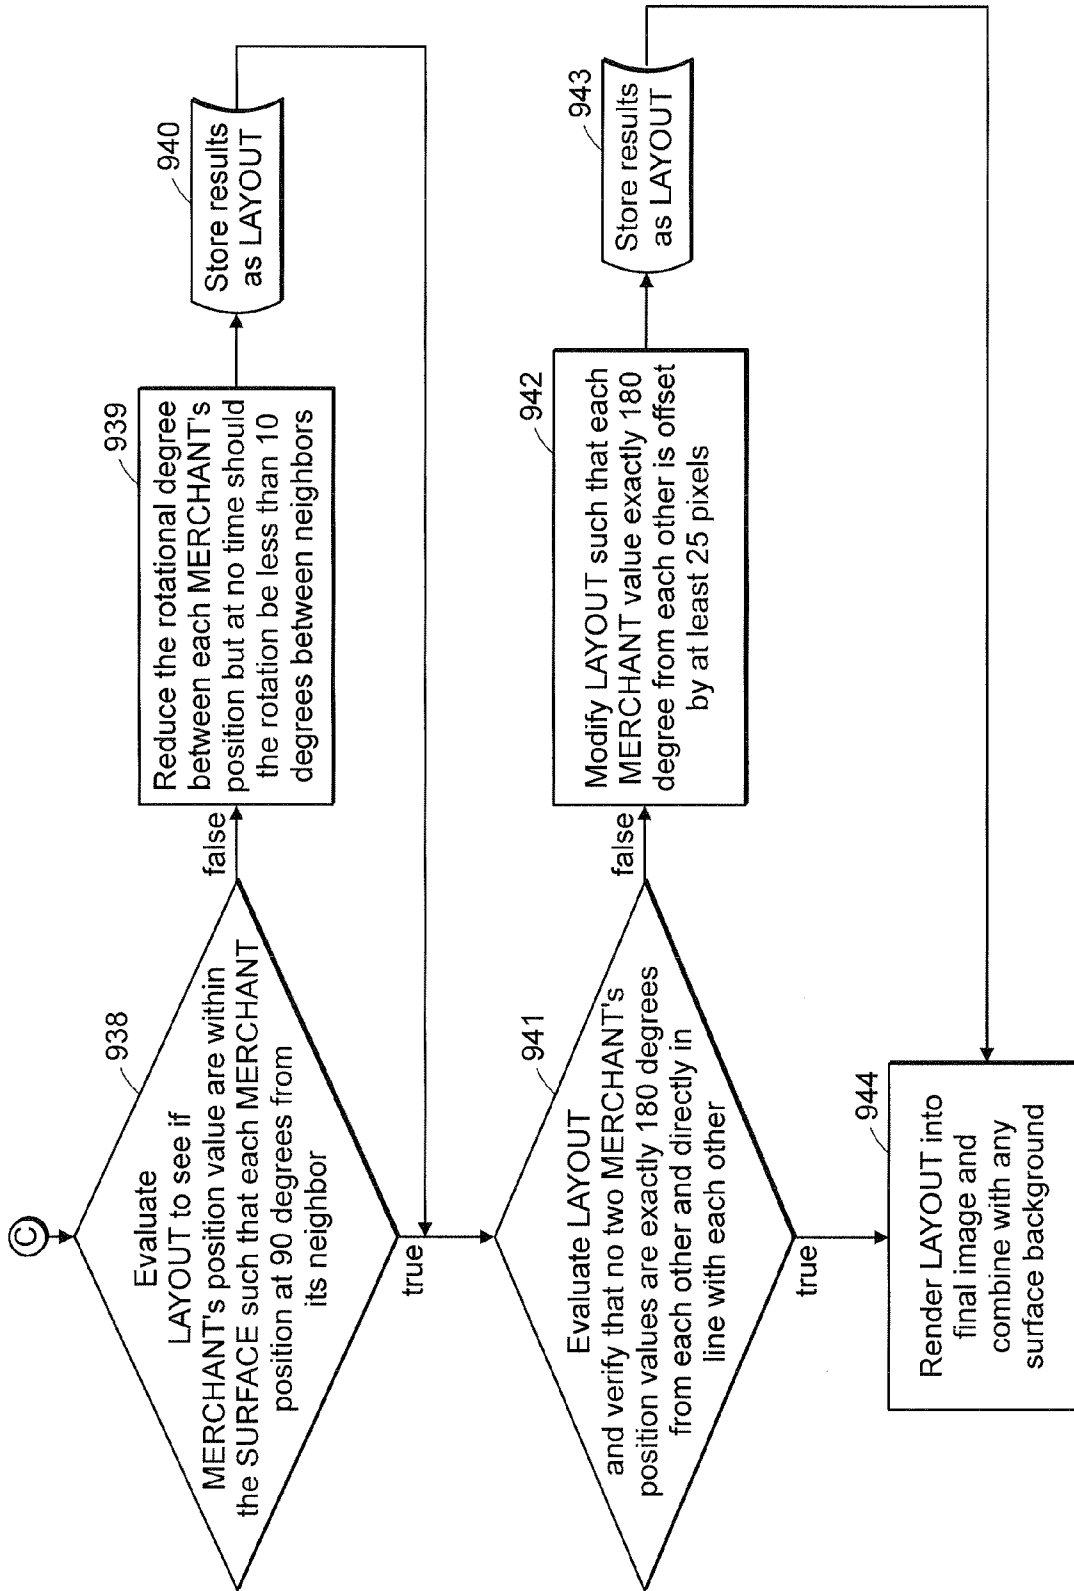 C
938
Evaluate
LAYOUT to see if
MERCHANT's position value are within
the SURFACE such that each MERCHANT
position at 90 degrees from
its neighbor
false
true
939
Reduce the rotational degree
between each MERCHANT's
position but at no time should
the rotation be less than 10
degrees between neighbors
940
Store results
as LAYOUT
941
Evaluate LAYOUT
and verify that no two MERCHANT's
position values are exactly 180 degrees
from each other and directly in
line with each other
false
true
942
Modify LAYOUT such that each
MERCHANT value exactly 180
degree from each other is offset
by at least 25 pixels
943
Store results
as LAYOUT
944
Render LAYOUT into
final image and
combine with any
surface background